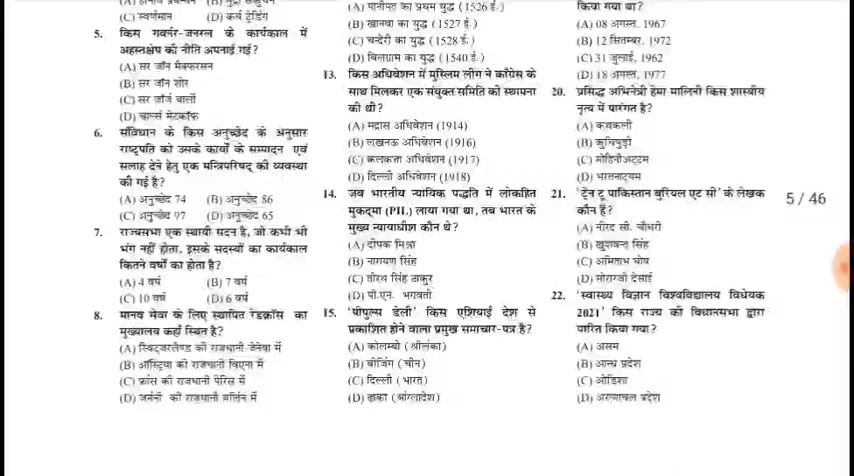 (C) स्वर्णमान (D) कर्व ट्रेडिंग
5. किस गवर्नर-जनरल के कार्यकाल में
अहस्तक्षेप की नीति अपनाई गई?
(A) सर जॉन मैक्फरसन
(B) सर जॉन शोर
(C) सर जॉर्ज बार्लो
(D) चार्ल्स मेटकॉफ
6. संविधान के किस अनुच्छेद के अनुसार
राष्ट्रपति को उसके कार्यों के सम्पादन एवं
सलाह देने हेतु एक मन्त्रिपरिषद् की व्यवस्था
की गई है?
(A) अनुच्छेद 74 (B) अनुच्छेद 86
(C) अनुच्छेद 97 (D) अनुच्छेद 65
7. राज्यसभा एक स्थायी सदन है, जो कभी भी
भंग नहीं होता, इसके सदस्यों का कार्यकाल
कितने वर्षों का होता है?
(A) 4 वर्ष (B) 7 वर्ष
(C) 10 वर्ष (D) 6 वर्ष
8. मानव सेवा के लिए स्थापित रेडक्रॉस का
मुख्यालय कहाँ स्थित है?
(A) स्विट्जरलैण्ड की राजधानी जेनेवा में
(B) ऑस्ट्रिया की राजधानी विएना में
(C) फ्रांस की राजधानी पेरिस में
(D) जर्मनी की राजधानी बर्लिन में
(A) पानीपत का प्रथम युद्ध (1526 ई.)
(B) खानवा का युद्ध (1527 ई.)
(C) चन्देरी का युद्ध (1528 ई.)
(D) बिलग्राम का युद्ध (1540 ई.)
13. किस अधिवेशन में मुस्लिम लीग ने काँग्रेस के
साथ मिलकर एक संयुक्त समिति की स्थापना
की थी?
(A) मद्रास अधिवेशन (1914)
(B) लखनऊ अधिवेशन (1916)
(C) कलकत्ता अधिवेशन (1917)
(D) दिल्ली अधिवेशन (1918)
14. जब भारतीय न्यायिक पद्धति में लोकहित
मुकद्मा (PIL) लाया गया था, तब भारत के
मुख्य न्यायाधीश कौन थे?
(A) दीपक मिश्रा
(B) नारायण सिंह
(C) तीरथ सिंह ठाकुर
(D) पी.एन. भगवती
15. 'पीपुल्स डेली' किस एशियाई देश से
प्रकाशित होने वाला प्रमुख समाचार-पत्र है?
(A) कोलम्बो (श्रीलंका)
(B) बीजिंग (चीन)
(C) दिल्ली (भारत)
(D) ढाका (बांग्लादेश)
किया गया था?
(A) 08 अगस्त, 1967
(B) 12 सितम्बर, 1972
(C) 31 जुलाई, 1962
(D) 18 अगस्त, 1977
20. प्रसिद्ध अभिनेत्री हेमा मालिनी किस शास्त्रीय
नृत्य में पारंगत है?
(A) कथकली
(B) कुचिपुड़ी
(C) मोहिनीअट्टम
(D) भरतनाट्यम
21. 'ट्रेन टू पाकिस्तान बुरियल एट सी' के लेखक
कौन हैं?
(A) नीरद सी. चौधरी
(B) खुशवन्त सिंह
(C) अमिताभ घोष
(D) मोरारजी देसाई
22. 'स्वास्थ्य विज्ञान विश्वविद्यालय विधेयक
2021' किस राज्य की विधानसभा द्वारा
पारित किया गया?
(A) असम
(B) आन्ध्र प्रदेश
(C) ओडिशा
(D) अरुणाचल प्रदेश
5 / 46